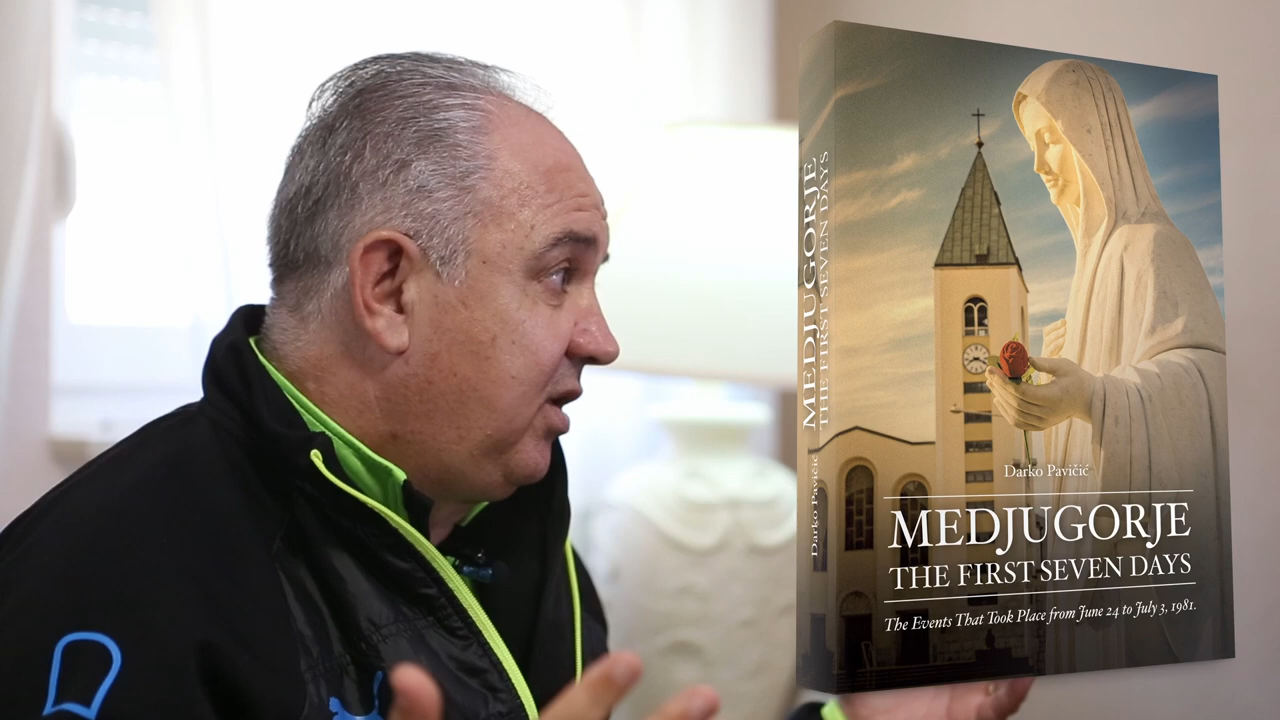 MEDJUGORJE
THE FIRST SEVEN DAYS
Darko Pavičić
Darko Pavičić
MEDJUGORJE
THE FIRST SEVEN DAYS
The Events That Took Place from June 24 to July 3, 1981.